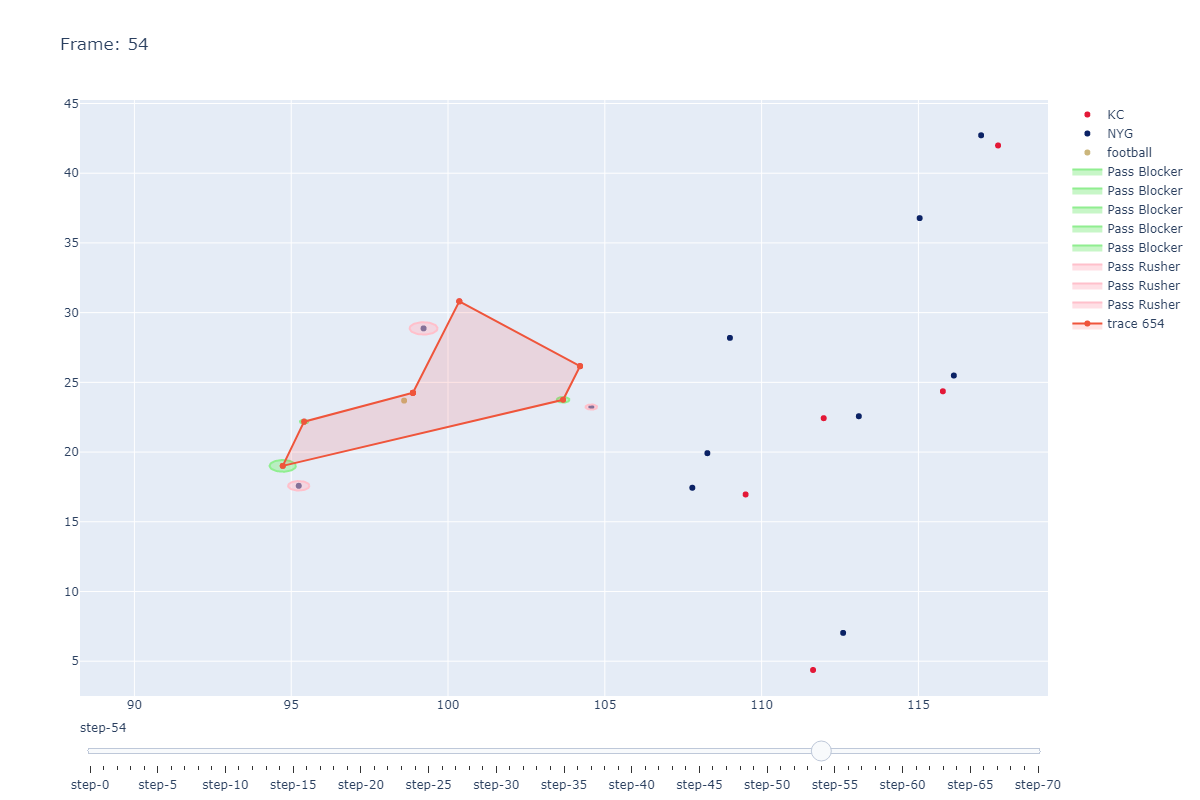 Frame: 54
45
40
35
30
25
20
15
10
5
90 95 100 105 110 115
KC
NYG
football
Pass Blocker
Pass Blocker
Pass Blocker
Pass Blocker
Pass Blocker
Pass Rusher
Pass Rusher
Pass Rusher
trace 654
step-54
step-0 step-5 step-10 step-15 step-20 step-25 step-30 step-35 step-40 step-45 step-50 step-55 step-60 step-65 step-70